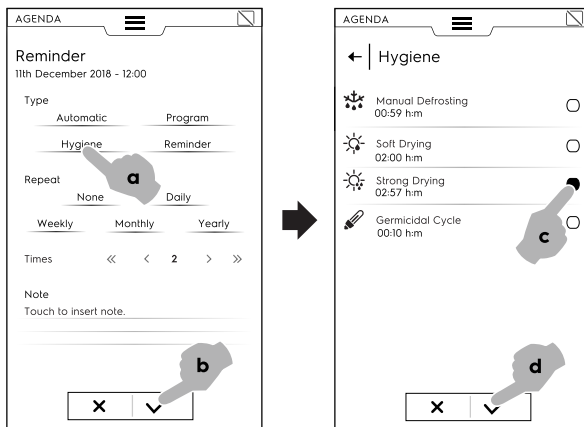 AGENDA
Reminder
11th December 2018 - 12:00
Type
Automatic Program
Hygiene Reminder
a
Repeat
None Daily
Weekly Monthly Yearly
Times << < 2 > >>
Note
Touch to insert note.
b
AGENDA
Hygiene
Manual Defrosting
00:59 h:m
Soft Drying
02:00 h:m
Strong Drying
02:57 h:m
Germicidal Cycle
00:10 h:m
c
d